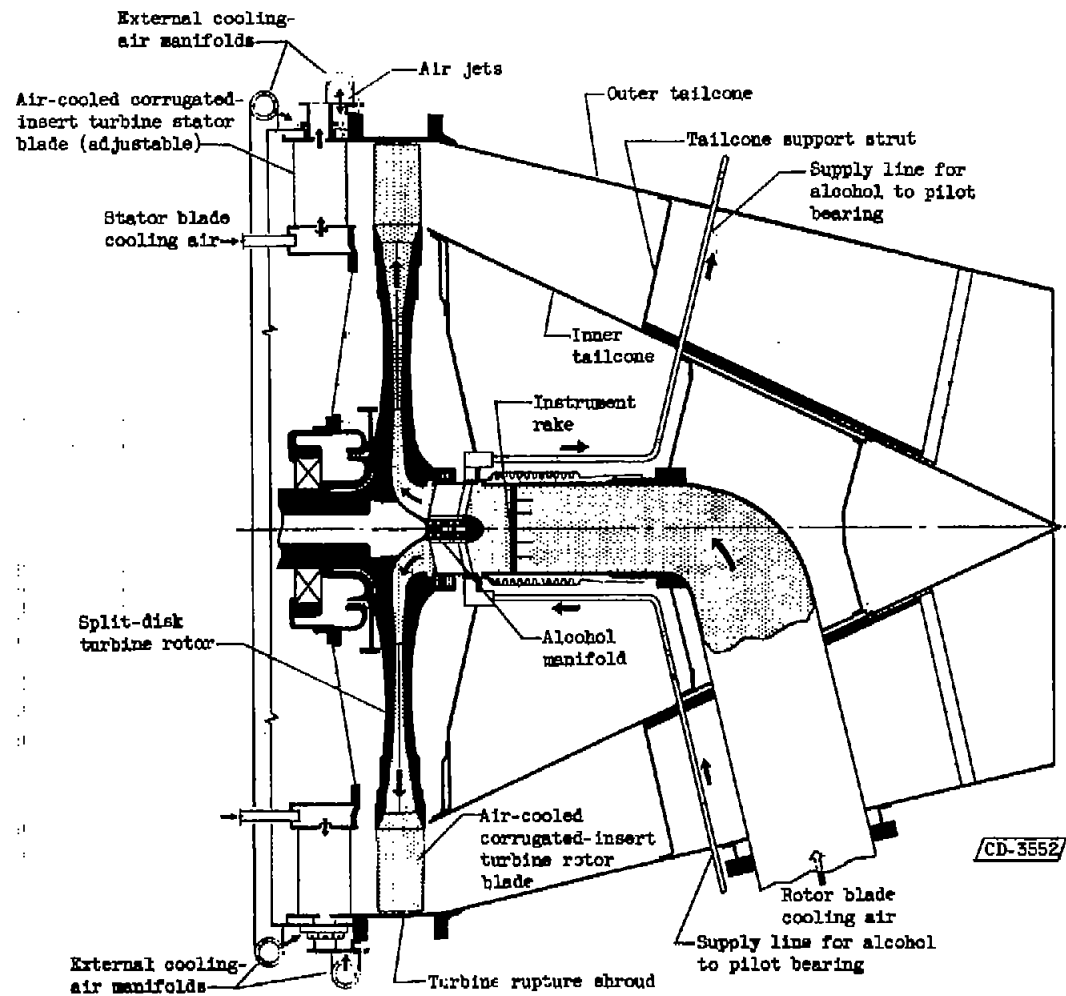 External cooling-
air manifolds
Air jets
Air-cooled corrugated-
insert turbine stator
blade (adjustable)
Outer tailcone
Tailcone support strut
Supply line for
alcohol to pilot
bearing
Stator blade
cooling air
Inner
tailcone
Instrument
rake
Split-disk
turbine rotor
Alcohol
manifold
Air-cooled
corrugated-insert
turbine rotor
blade
CD-3552
Rotor blade
cooling air
Supply line for alcohol
to pilot bearing
External cooling-
air manifolds
Turbine rupture shroud